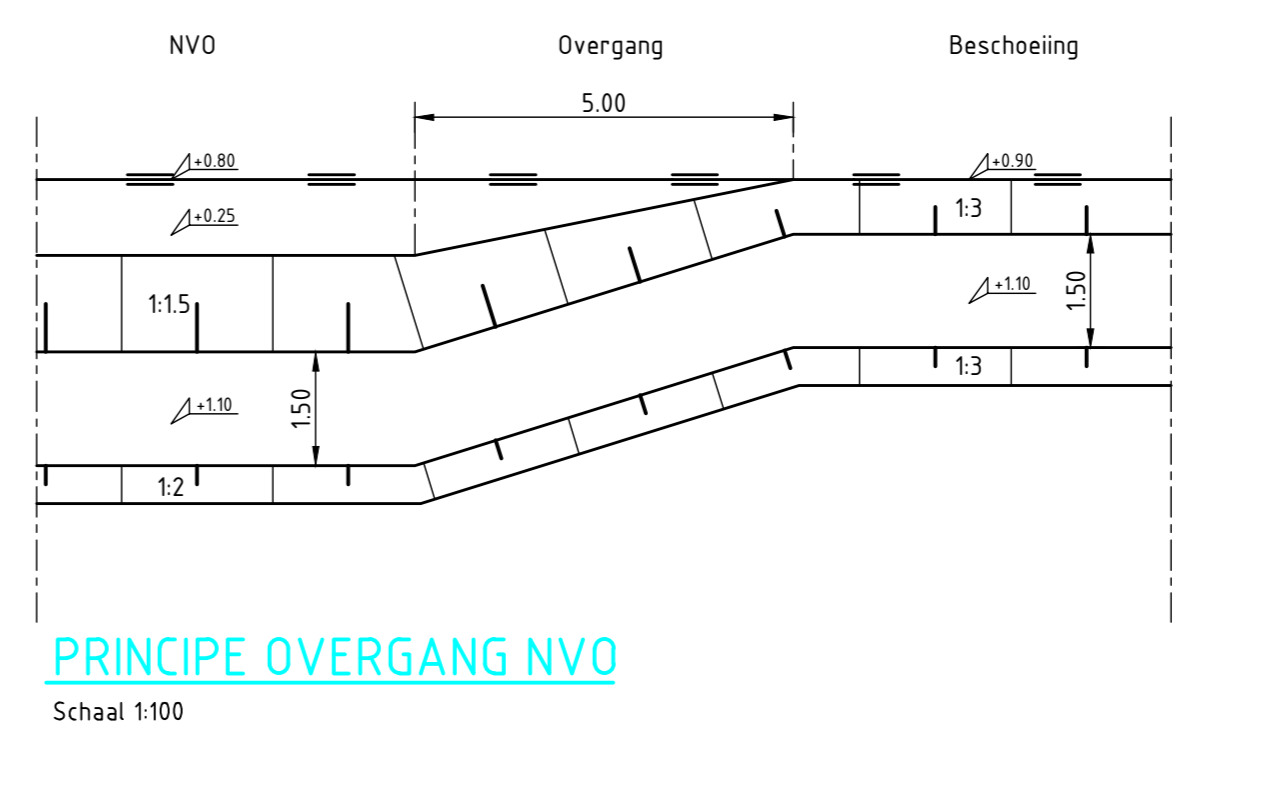 NVO
Overgang
Beschoeiing
5.00
+0.80
+0.90
+0.25
1:3
1:1.5
+1.10
1.50
1:3
+1.10
1.50
1:2
PRINCIPE OVERGANG NVO
Schaal 1:100